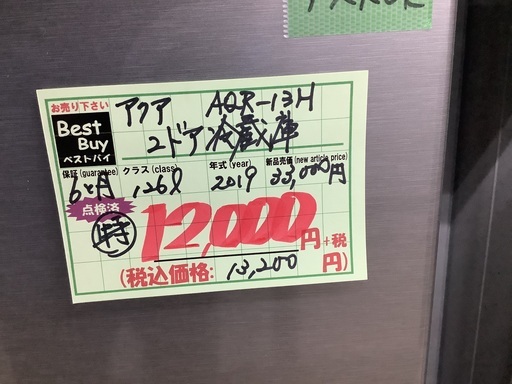 お売り下さい
Best Buy
ベストバイ
アクア AQR-13H
2ドア冷蔵庫
保証(guarantee) クラス(class) 年式(year) 新品売価(new article price)
6ヶ月 126l 2019 33,000円
点検済
特 12,000円+税
(税込価格: 13,200円)